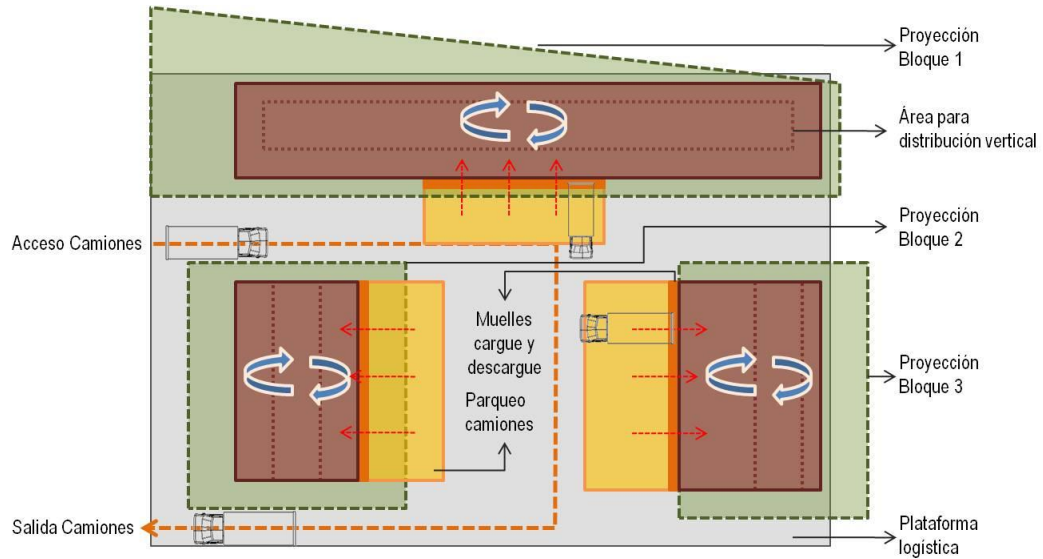 Proyección
Bloque 1
Área para
distribución vertical
Proyección
Bloque 2
Acceso Camiones
Muelles
cargue y
descargue
Parqueo
camiones
Proyección
Bloque 3
Salida Camiones
Plataforma
logística